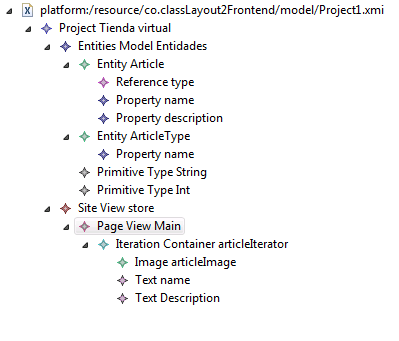 platform:/resource/co.classLayout2Frontend/model/Project1.xmi
Project Tienda virtual
Entities Model Entidades
Entity Article
Reference type
Property name
Property description
Entity ArticleType
Property name
Primitive Type String
Primitive Type Int
Site View store
Page View Main
Iteration Container articleIterator
Image articleImage
Text name
Text Description